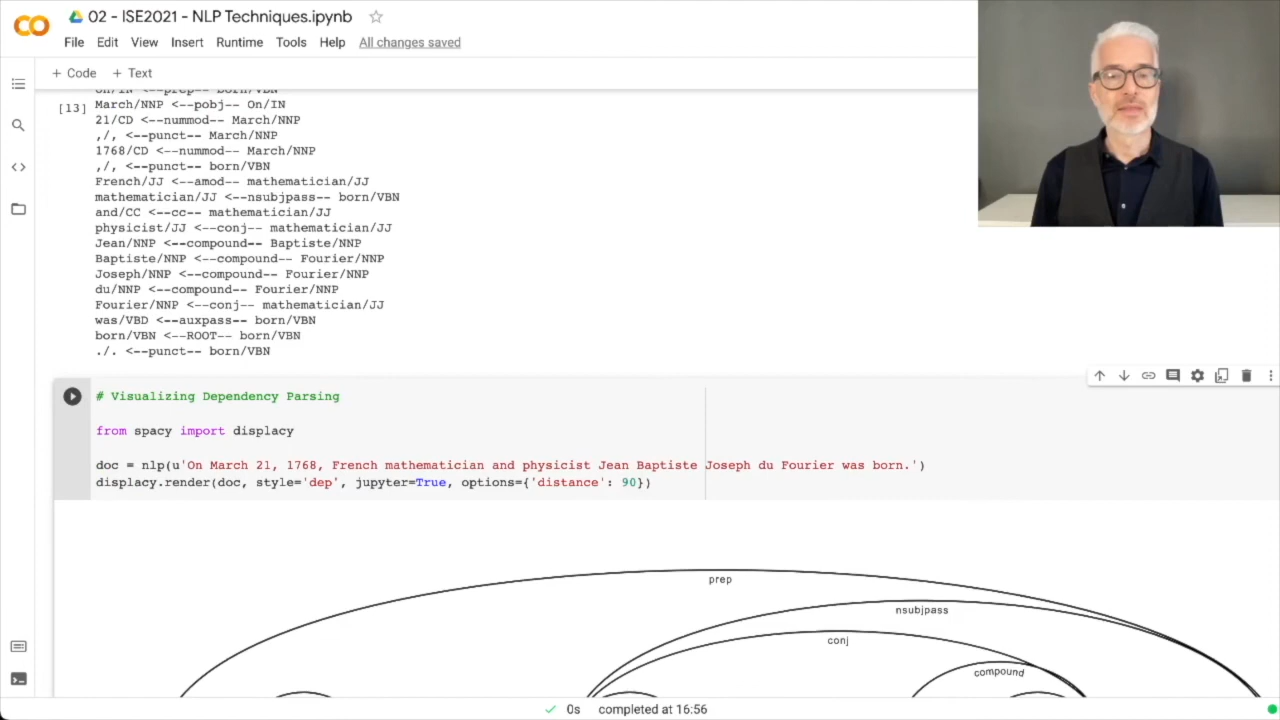 02 - ISE2021 - NLP Techniques.ipynb
File Edit View Insert Runtime Tools Help All changes saved
+ Code + Text
On/IN <--prep-- born/VBN
[13]
March/NNP <--pobj-- On/IN
21/CD <--nummod-- March/NNP
,/, <--punct-- March/NNP
1768/CD <--nummod-- March/NNP
,/, <--punct-- born/VBN
French/JJ <--amod-- mathematician/JJ
mathematician/JJ <--nsubjpass-- born/VBN
and/CC <--cc-- mathematician/JJ
physicist/JJ <--conj-- mathematician/JJ
Jean/NNP <--compound-- Baptiste/NNP
Baptiste/NNP <--compound-- Fourier/NNP
Joseph/NNP <--compound-- Fourier/NNP
du/NNP <--compound-- Fourier/NNP
Fourier/NNP <--conj-- mathematician/JJ
was/VBD <--auxpass-- born/VBN
born/VBN <--ROOT-- born/VBN
./. <--punct-- born/VBN
# Visualizing Dependency Parsing
from spacy import displacy
doc = nlp(u'On March 21, 1768, French mathematician and physicist Jean Baptiste Joseph du Fourier was born.')
displacy.render(doc, style='dep', jupyter=True, options={'distance': 90})
prep
nsubjpass
conj
compound
0s completed at 16:56